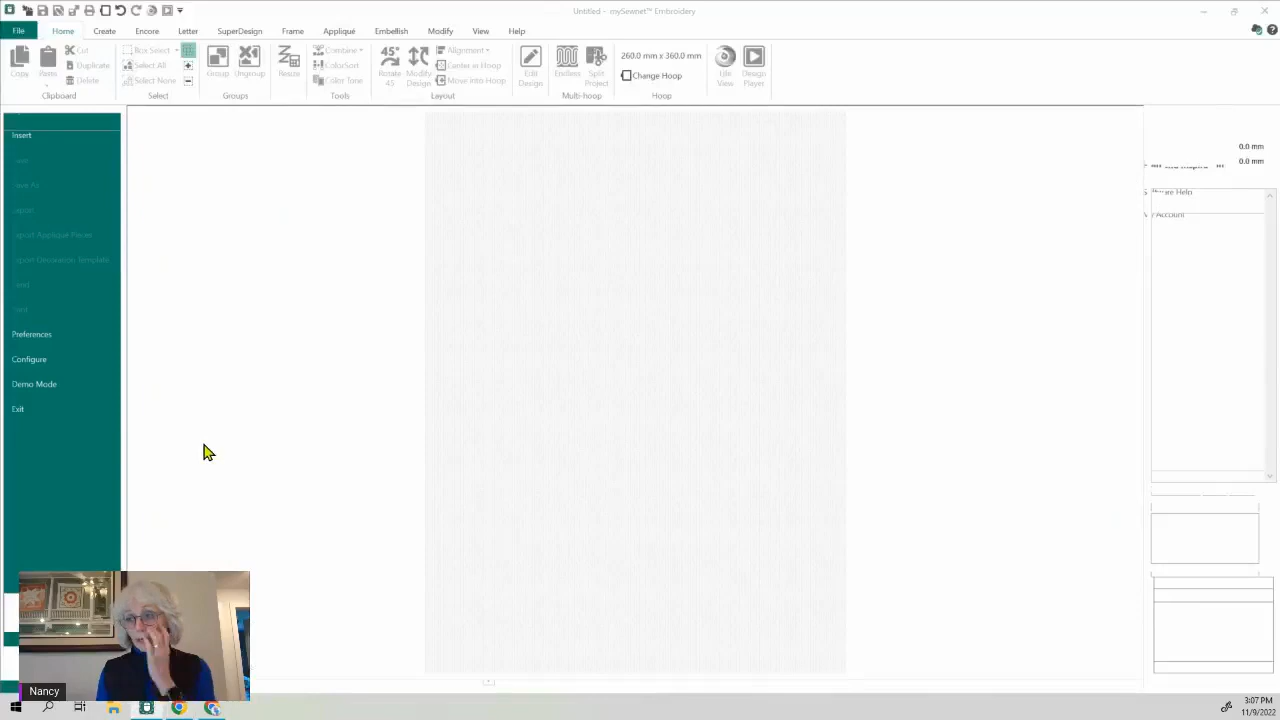 Untitled - mySewnet™ Embroidery
File Home Create Encore Letter SuperDesign Frame Appliqué Embellish Modify View Help
Copy Paste Cut Duplicate Delete Clipboard
Box Select Select All Select None Select
Group Ungroup Groups
Resize Combine ColorSort Color Tone Tools
Rotate 45 Modify Design Alignment Center in Hoop Move into Hoop Layout
Edit Design
Endless Split Project Multi-hoop
260.0 mm x 360.0 mm
Change Hoop
Hoop
Life View Design Player
Insert
Preferences
Configure
Demo Mode
Exit
0.0 mm
0.0 mm
Help
Account
Nancy
3:07 PM
11/9/2022